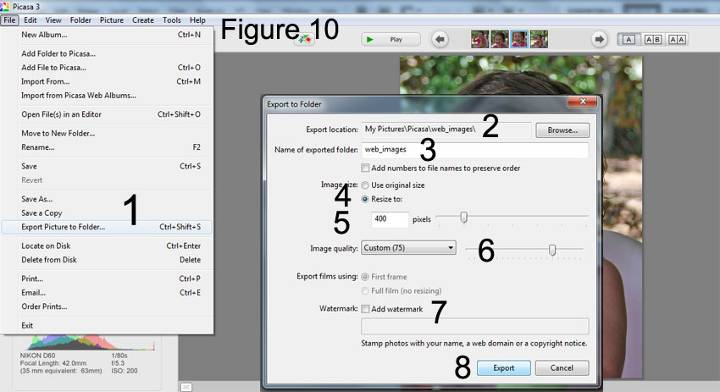 Picasa 3
File Edit View Folder Picture Create Tools Help
Figure 10
New Album... Ctrl+N
Add Folder to Picasa...
Add File to Picasa... Ctrl+O
Import From... Ctrl+M
Import from Picasa Web Albums...
Open File(s) in an Editor Ctrl+Shift+O
Move to New Folder...
Rename... F2
Save Ctrl+S
Revert
Save As...
Save a Copy
1
Export Picture to Folder... Ctrl+Shift+S
Locate on Disk Ctrl+Enter
Delete from Disk Delete
Print... Ctrl+P
Email... Ctrl+E
Order Prints...
Exit
NIKON D60 1/80s
Focal Length: 42.0mm f/5.3
(35 mm equivalent: 63mm) ISO: 200
Play
A AB AA
Export to Folder
Export location: My Pictures\Picasa\web_images\ 2 Browse...
Name of exported folder: web_images 3
Add numbers to file names to preserve order
Image size: Use original size
4 Resize to:
5 400 pixels
Image quality: Custom (75) 6
Export films using: First frame
Full film (no resizing)
Watermark: Add watermark 7
Stamp photos with your name, a web domain or a copyright notice.
8 Export Cancel